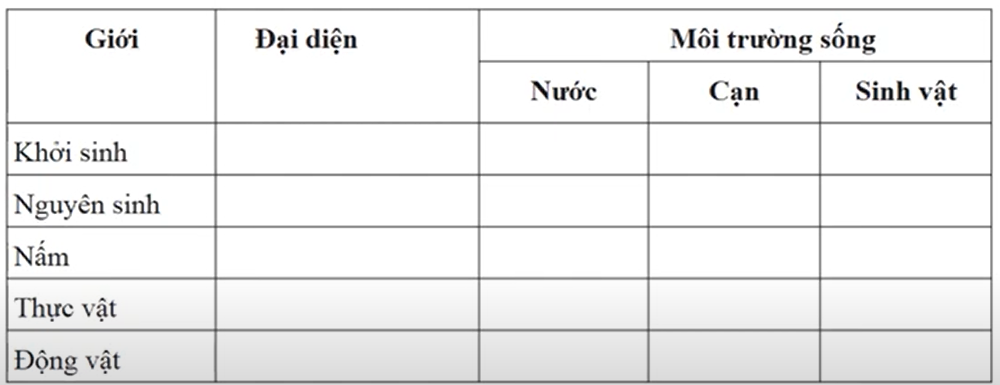 Giới
Đại diện
Môi trường sống
Nước
Cạn
Sinh vật
Khởi sinh
Nguyên sinh
Nấm
Thực vật
Động vật